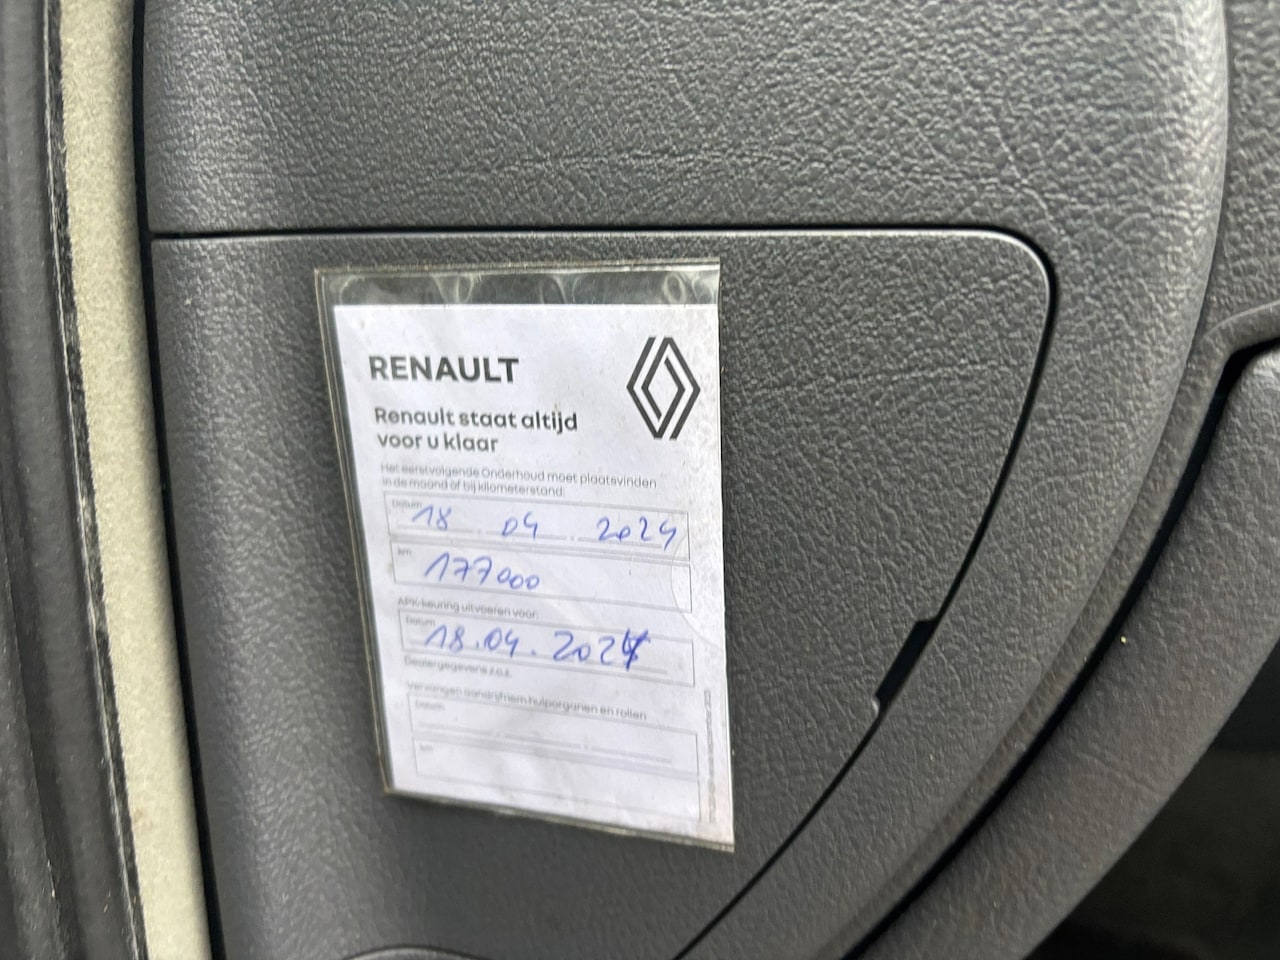 RENAULT
Renault staat altijd
voor u klaar
Het eerstvolgende Onderhoud moet plaatsvinden
in de maand of bij kilometerstand:
Datum
18 . 04 . 2024
km
177000
APK-keuring uitvoeren voor:
Datum
18.04.2024
Dealergegevens z.o.z.
Vervangen aandrijfriem hulporganen en rollen
Datum
km